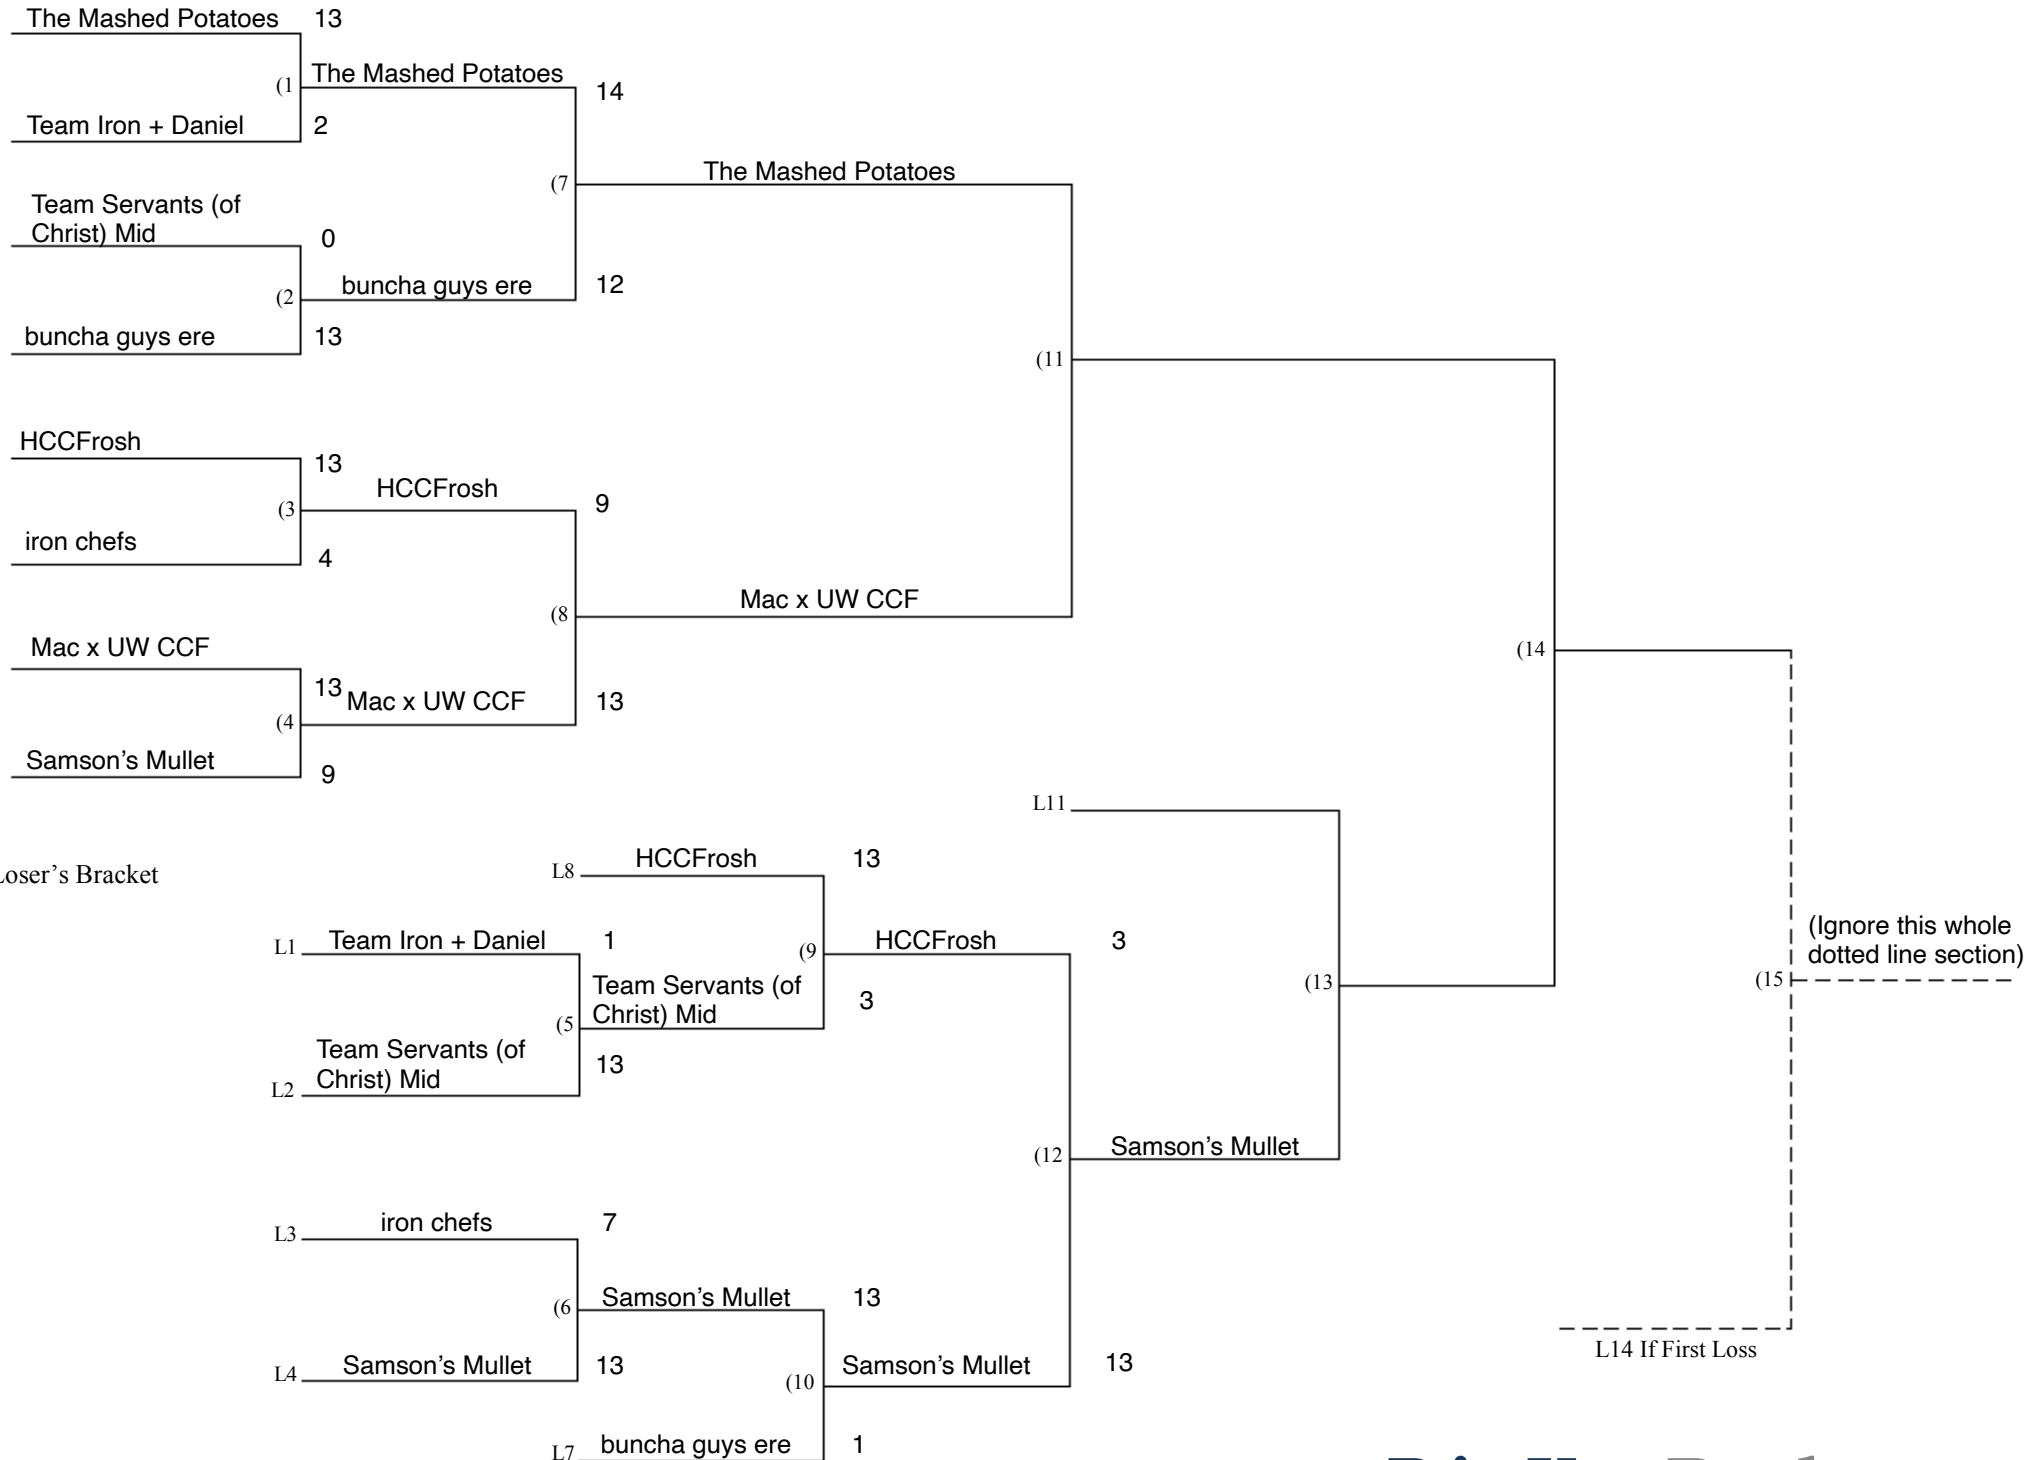 The Mashed Potatoes 13
(1
The Mashed Potatoes
14
Team Iron + Daniel 2
(7
The Mashed Potatoes
Team Servants (of
Christ) Mid
0
(2
buncha guys ere
12
buncha guys ere 13
(11
HCCFrosh
13
(3
HCCFrosh
9
iron chefs
4
(8
Mac x UW CCF
Mac x UW CCF
13
(4
Mac x UW CCF
13
Samson's Mullet
9
(14
L11
Loser's Bracket
L8
HCCFrosh
13
L1
Team Iron + Daniel
1
(9
HCCFrosh
3
(5
Team Servants (of
Christ) Mid
3
L2
Team Servants (of
Christ) Mid
13
(13
(15
(Ignore this whole
dotted line section)
(12
Samson's Mullet
L3
iron chefs
7
(6
Samson's Mullet
13
L4
Samson's Mullet
13
(10
Samson's Mullet
13
L7
buncha guys ere
1
L14 If First Loss